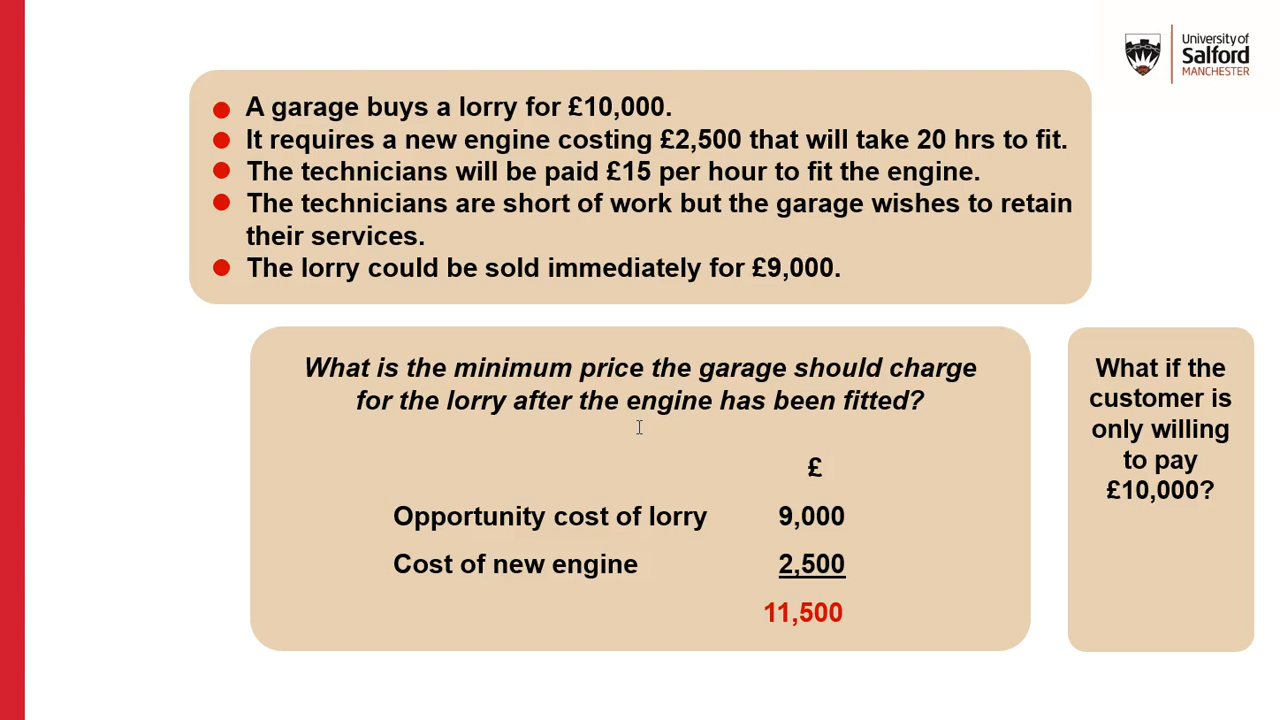 University of
Salford
MANCHESTER
A garage buys a lorry for £10,000.
It requires a new engine costing £2,500 that will take 20 hrs to fit.
The technicians will be paid £15 per hour to fit the engine.
The technicians are short of work but the garage wishes to retain
their services.
The lorry could be sold immediately for £9,000.
What is the minimum price the garage should charge
for the lorry after the engine has been fitted?
£
Opportunity cost of lorry 9,000
Cost of new engine 2,500
11,500
What if the
customer is
only willing
to pay
£10,000?